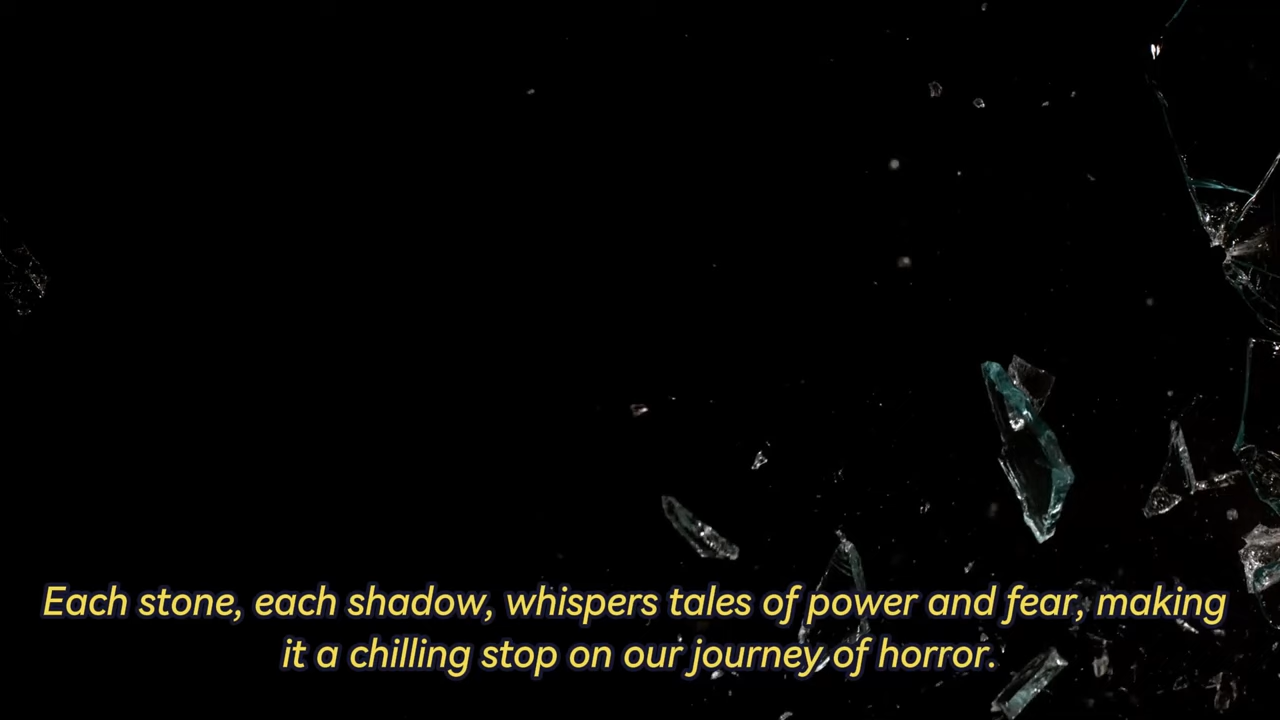 Each stone, each shadow, whispers tales of power and fear, making
it a chilling stop on our journey of horror.